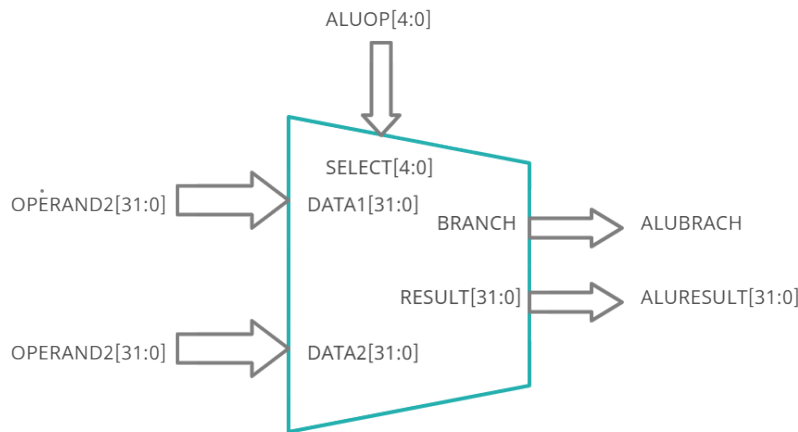 ALUOP[4:0]
SELECT[4:0]
OPERAND2[31:0]
DATA1[31:0]
BRANCH
ALUBRACH
RESULT[31:0]
ALURESULT[31:0]
OPERAND2[31:0]
DATA2[31:0]